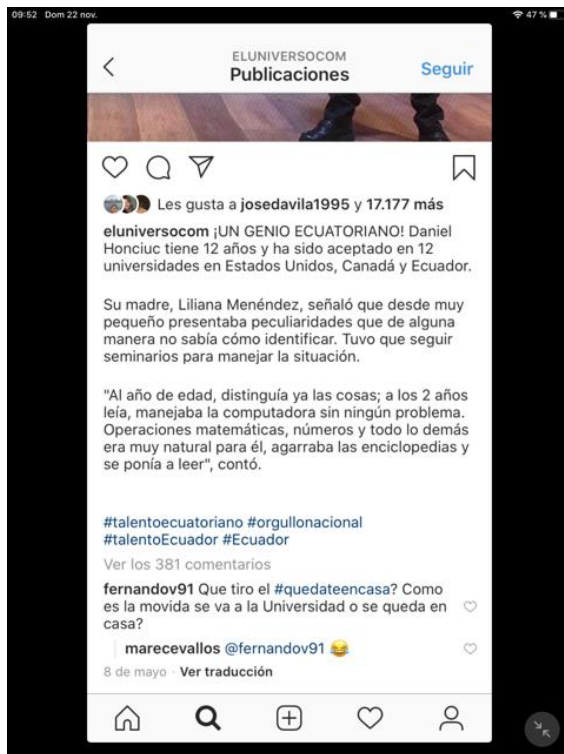 09:52 Dom 22 nov.
47 %
ELUNIVERSOCOM
Publicaciones
Seguir
Les gusta a josedavila1995 y 17.177 más
eluniversocom ¡UN GENIO ECUATORIANO! Daniel
Honciuc tiene 12 años y ha sido aceptado en 12
universidades en Estados Unidos, Canadá y Ecuador.
Su madre, Liliana Menéndez, señaló que desde muy
pequeño presentaba peculiaridades que de alguna
manera no sabía cómo identificar. Tuvo que seguir
seminarios para manejar la situación.
"Al año de edad, distinguía ya las cosas; a los 2 años
leía, manejaba la computadora sin ningún problema.
Operaciones matemáticas, números y todo lo demás
era muy natural para él, agarraba las enciclopedias y
se ponía a leer", contó.
#talentoecuatoriano #orgullonacional
#talentoEcuador #Ecuador
Ver los 381 comentarios
fernandov91 Que tiro el #quedateencasa? Como
es la movida se va a la Universidad o se queda en
casa?
marecevallos @fernandov91 😂
8 de mayo · Ver traducción